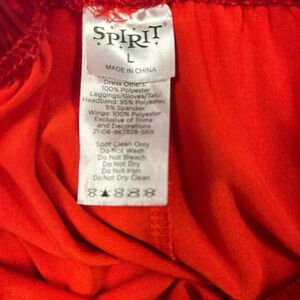 SPIRIT
L
MADE IN CHINA
Dress Others:
100% Polyester
Leggings/Gloves/Tail/
Headband: 95% Polyester,
5% Spandex
Wings: 100% Polyester
Exclusive of Trims
and Decorations
Spot Clean Only
Do Not Wash
Do Not Bleach
Do Not Dry
Do Not Iron
Do Not Dry Clean